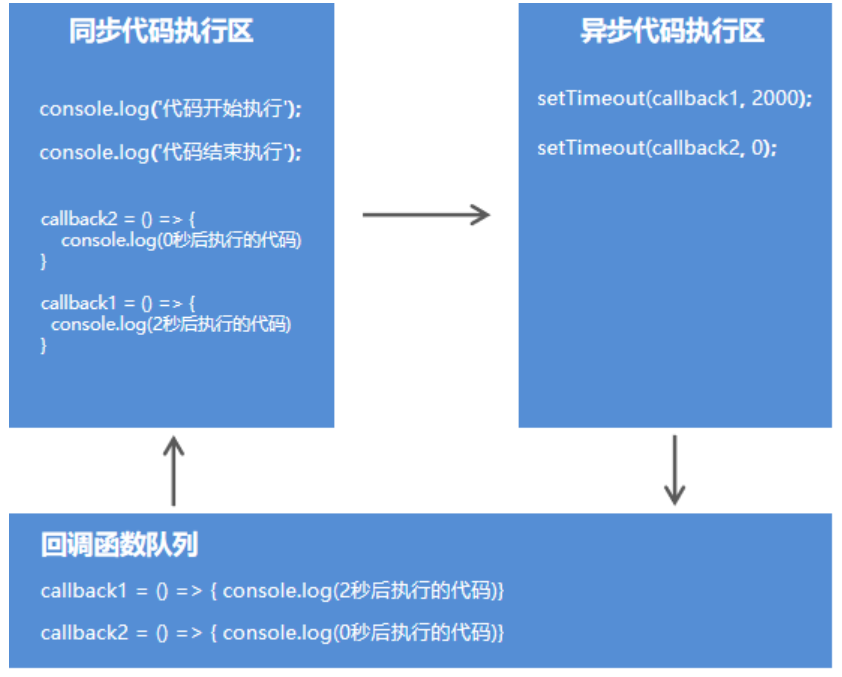 同步代码执行区
console.log('代码开始执行');
console.log('代码结束执行');
callback2 = () => {
console.log(0秒后执行的代码)
}
callback1 = () => {
console.log(2秒后执行的代码)
}
异步代码执行区
setTimeout(callback1, 2000);
setTimeout(callback2, 0);
回调函数队列
callback1 = () => { console.log(2秒后执行的代码)}
callback2 = () => { console.log(0秒后执行的代码)}